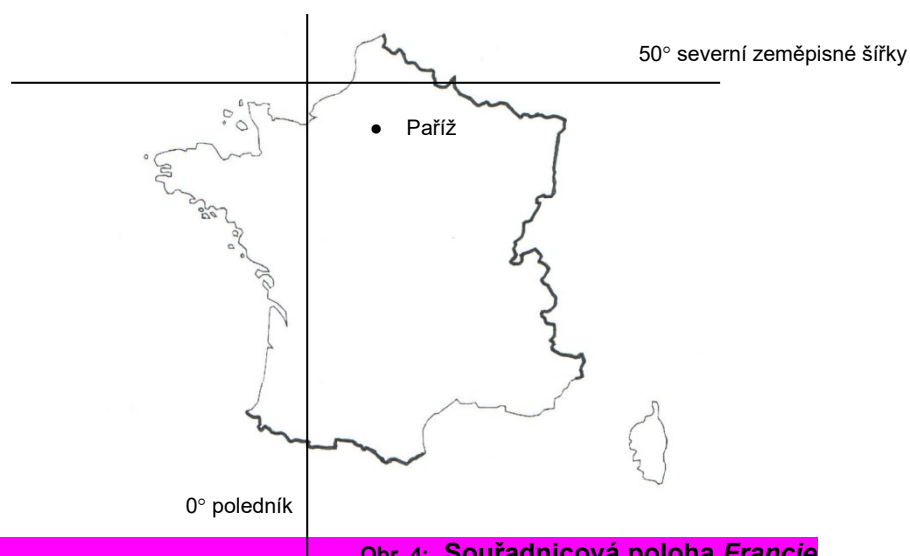 50° severní zeměpisné šířky
Paříž
0° poledník
Obr. 4: Souřadnicová poloha Francie